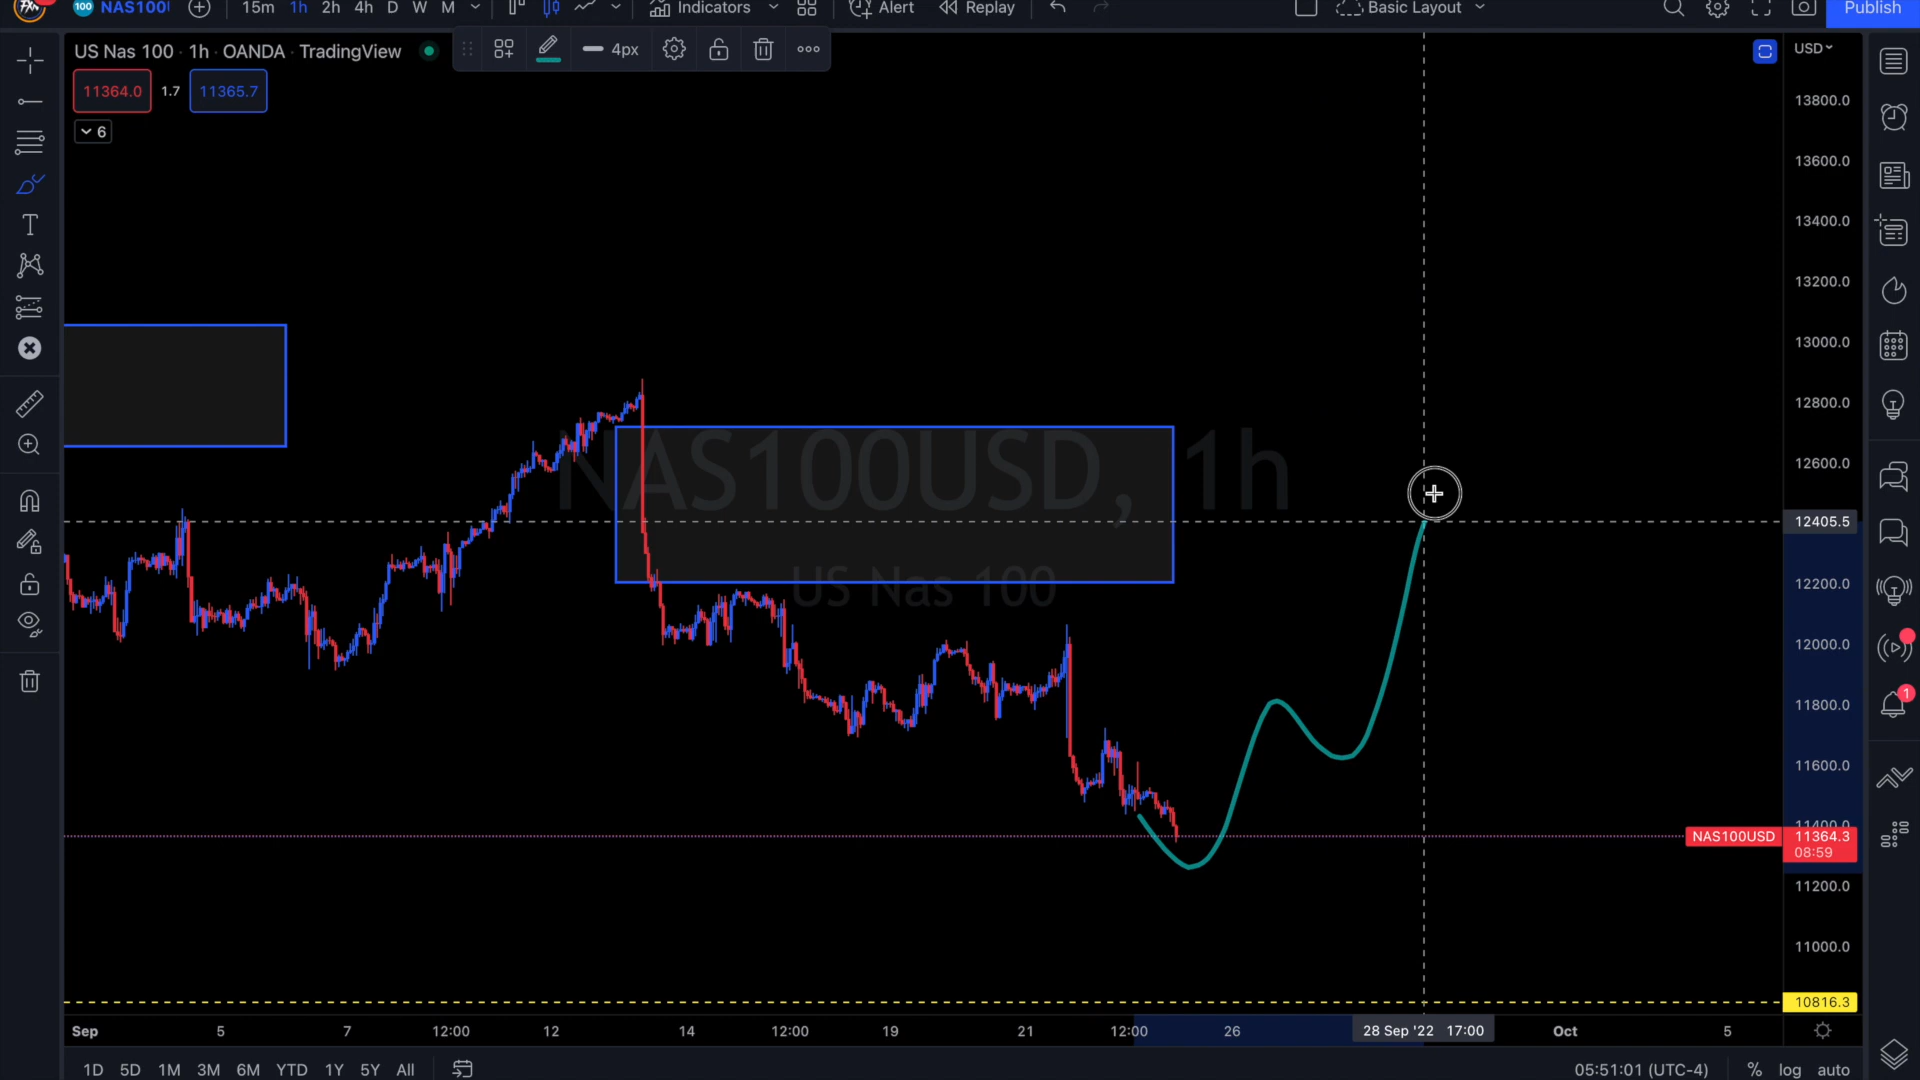 100 NAS100 15m 1h 2h 4h D W M Indicators Alert Replay Basic Layout Publish
US Nas 100 · 1h · OANDA · TradingView 4px USD
11364.0 1.7 11365.7
6
13800.0
13600.0
13400.0
13200.0
13000.0
12800.0
12600.0
NAS100USD, 1h
12405.5
US Nas 100
12200.0
12000.0
11800.0
11600.0
11400.0
NAS100USD 11364.3
08:59
11200.0
11000.0
10816.3
Sep 5 7 12:00 12 14 12:00 19 21 12:00 26 28 Sep '22 17:00 Oct 5
1D 5D 1M 3M 6M YTD 1Y 5Y All 05:51:01 (UTC-4) % log auto
1